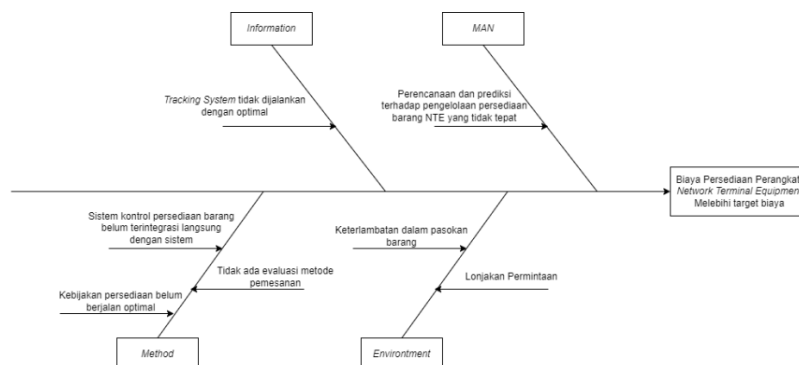 Information
MAN
Tracking System tidak dijalankan
dengan optimal
Perencanaan dan prediksi
terhadap pengelolaan persediaan
barang NTE yang tidak tepat
Biaya Persediaan Perangkat
Network Terminal Equipment
Melebihi target biaya
Sistem kontrol persediaan barang
belum terintegrasi langsung
dengan sistem
Tidak ada evaluasi metode
pemesanan
Kebijakan persediaan belum
berjalan optimal
Keterlambatan dalam pasokan
barang
Lonjakan Permintaan
Method
Environtment